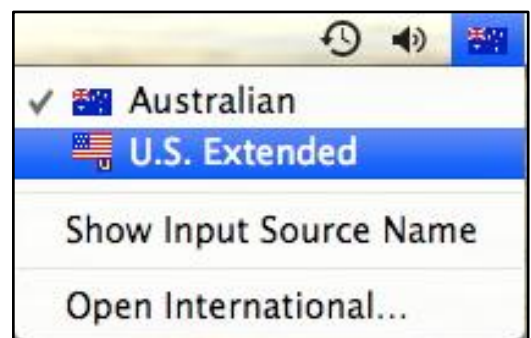 Australian
U.S. Extended
Show Input Source Name
Open International...